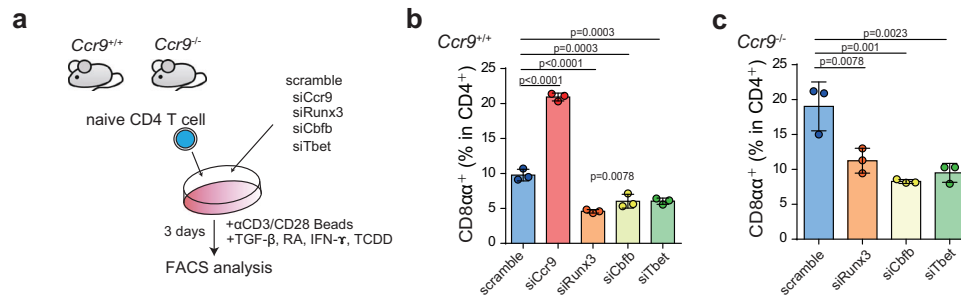 a
Ccr9+/+ Ccr9-/-
naive CD4 T cell
scramble
siCcr9
siRunx3
siCbfb
siTbet
3 days
+αCD3/CD28 Beads
+TGF-β, RA, IFN-ɤ, TCDD
FACS analysis
b
Ccr9+/+
p=0.0003
p=0.0003
p<0.0001
p<0.0001
p=0.0078
CD8αα+ (% in CD4+)
25
20
15
10
5
0
scramble
siCcr9
siRunx3
siCbfb
siTbet
c
Ccr9-/-
p=0.0023
p=0.001
p=0.0078
CD8αα+ (% in CD4+)
25
20
15
10
5
0
scramble
siRunx3
siCbfb
siTbet